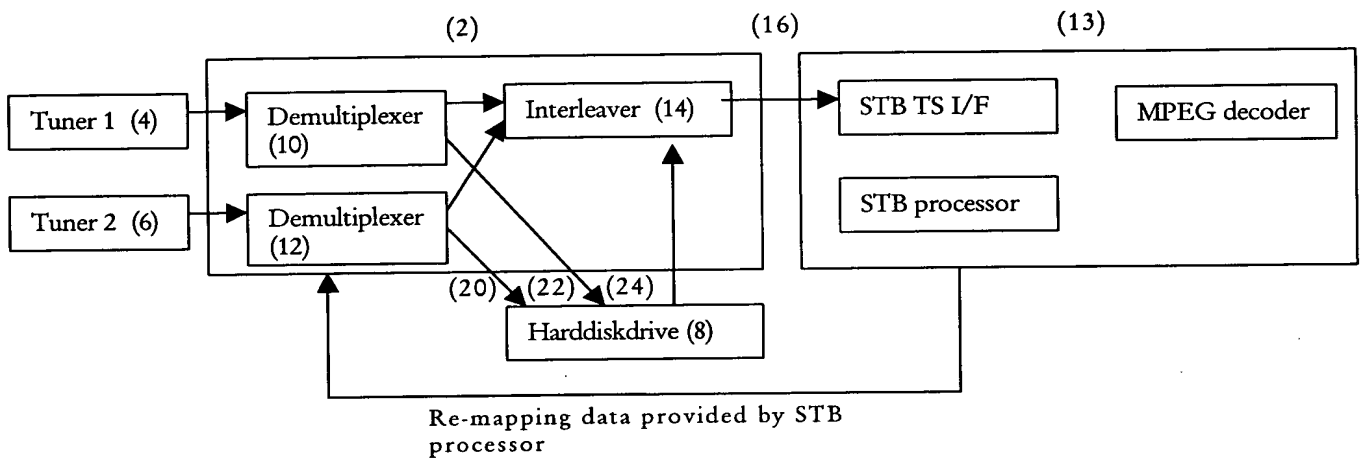 (2) (16) (13)
Tuner 1 (4)
Demultiplexer
(10)
Interleaver (14)
STB TS I/F
MPEG decoder
Tuner 2 (6)
Demultiplexer
(12)
STB processor
(20) (22) (24)
Harddiskdrive (8)
Re-mapping data provided by STB
processor